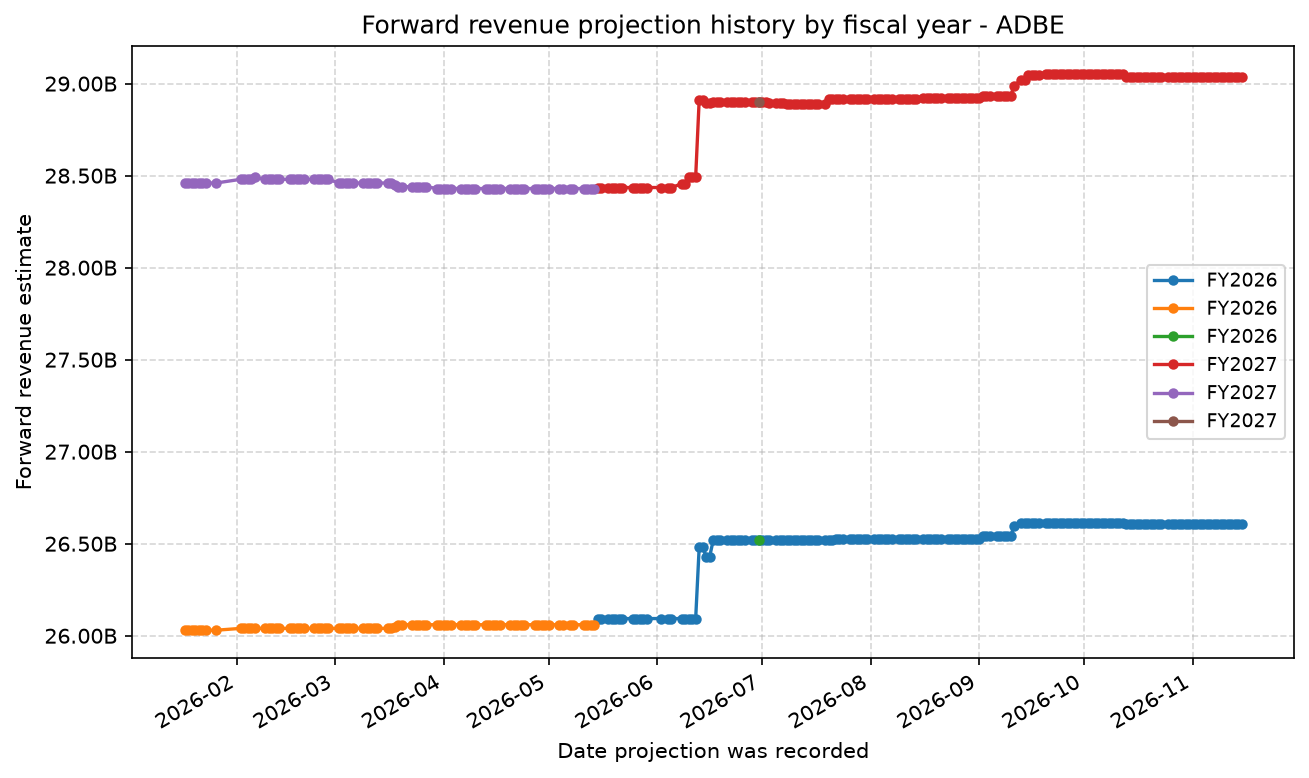 Forward revenue projection history by fiscal year - ADBE
Forward revenue estimate
29.00B
28.50B
28.00B
27.50B
27.00B
26.50B
26.00B
FY2026
FY2026
FY2026
FY2027
FY2027
FY2027
2026-02
2026-03
2026-04
2026-05
2026-06
2026-07
2026-08
2026-09
2026-10
2026-11
Date projection was recorded